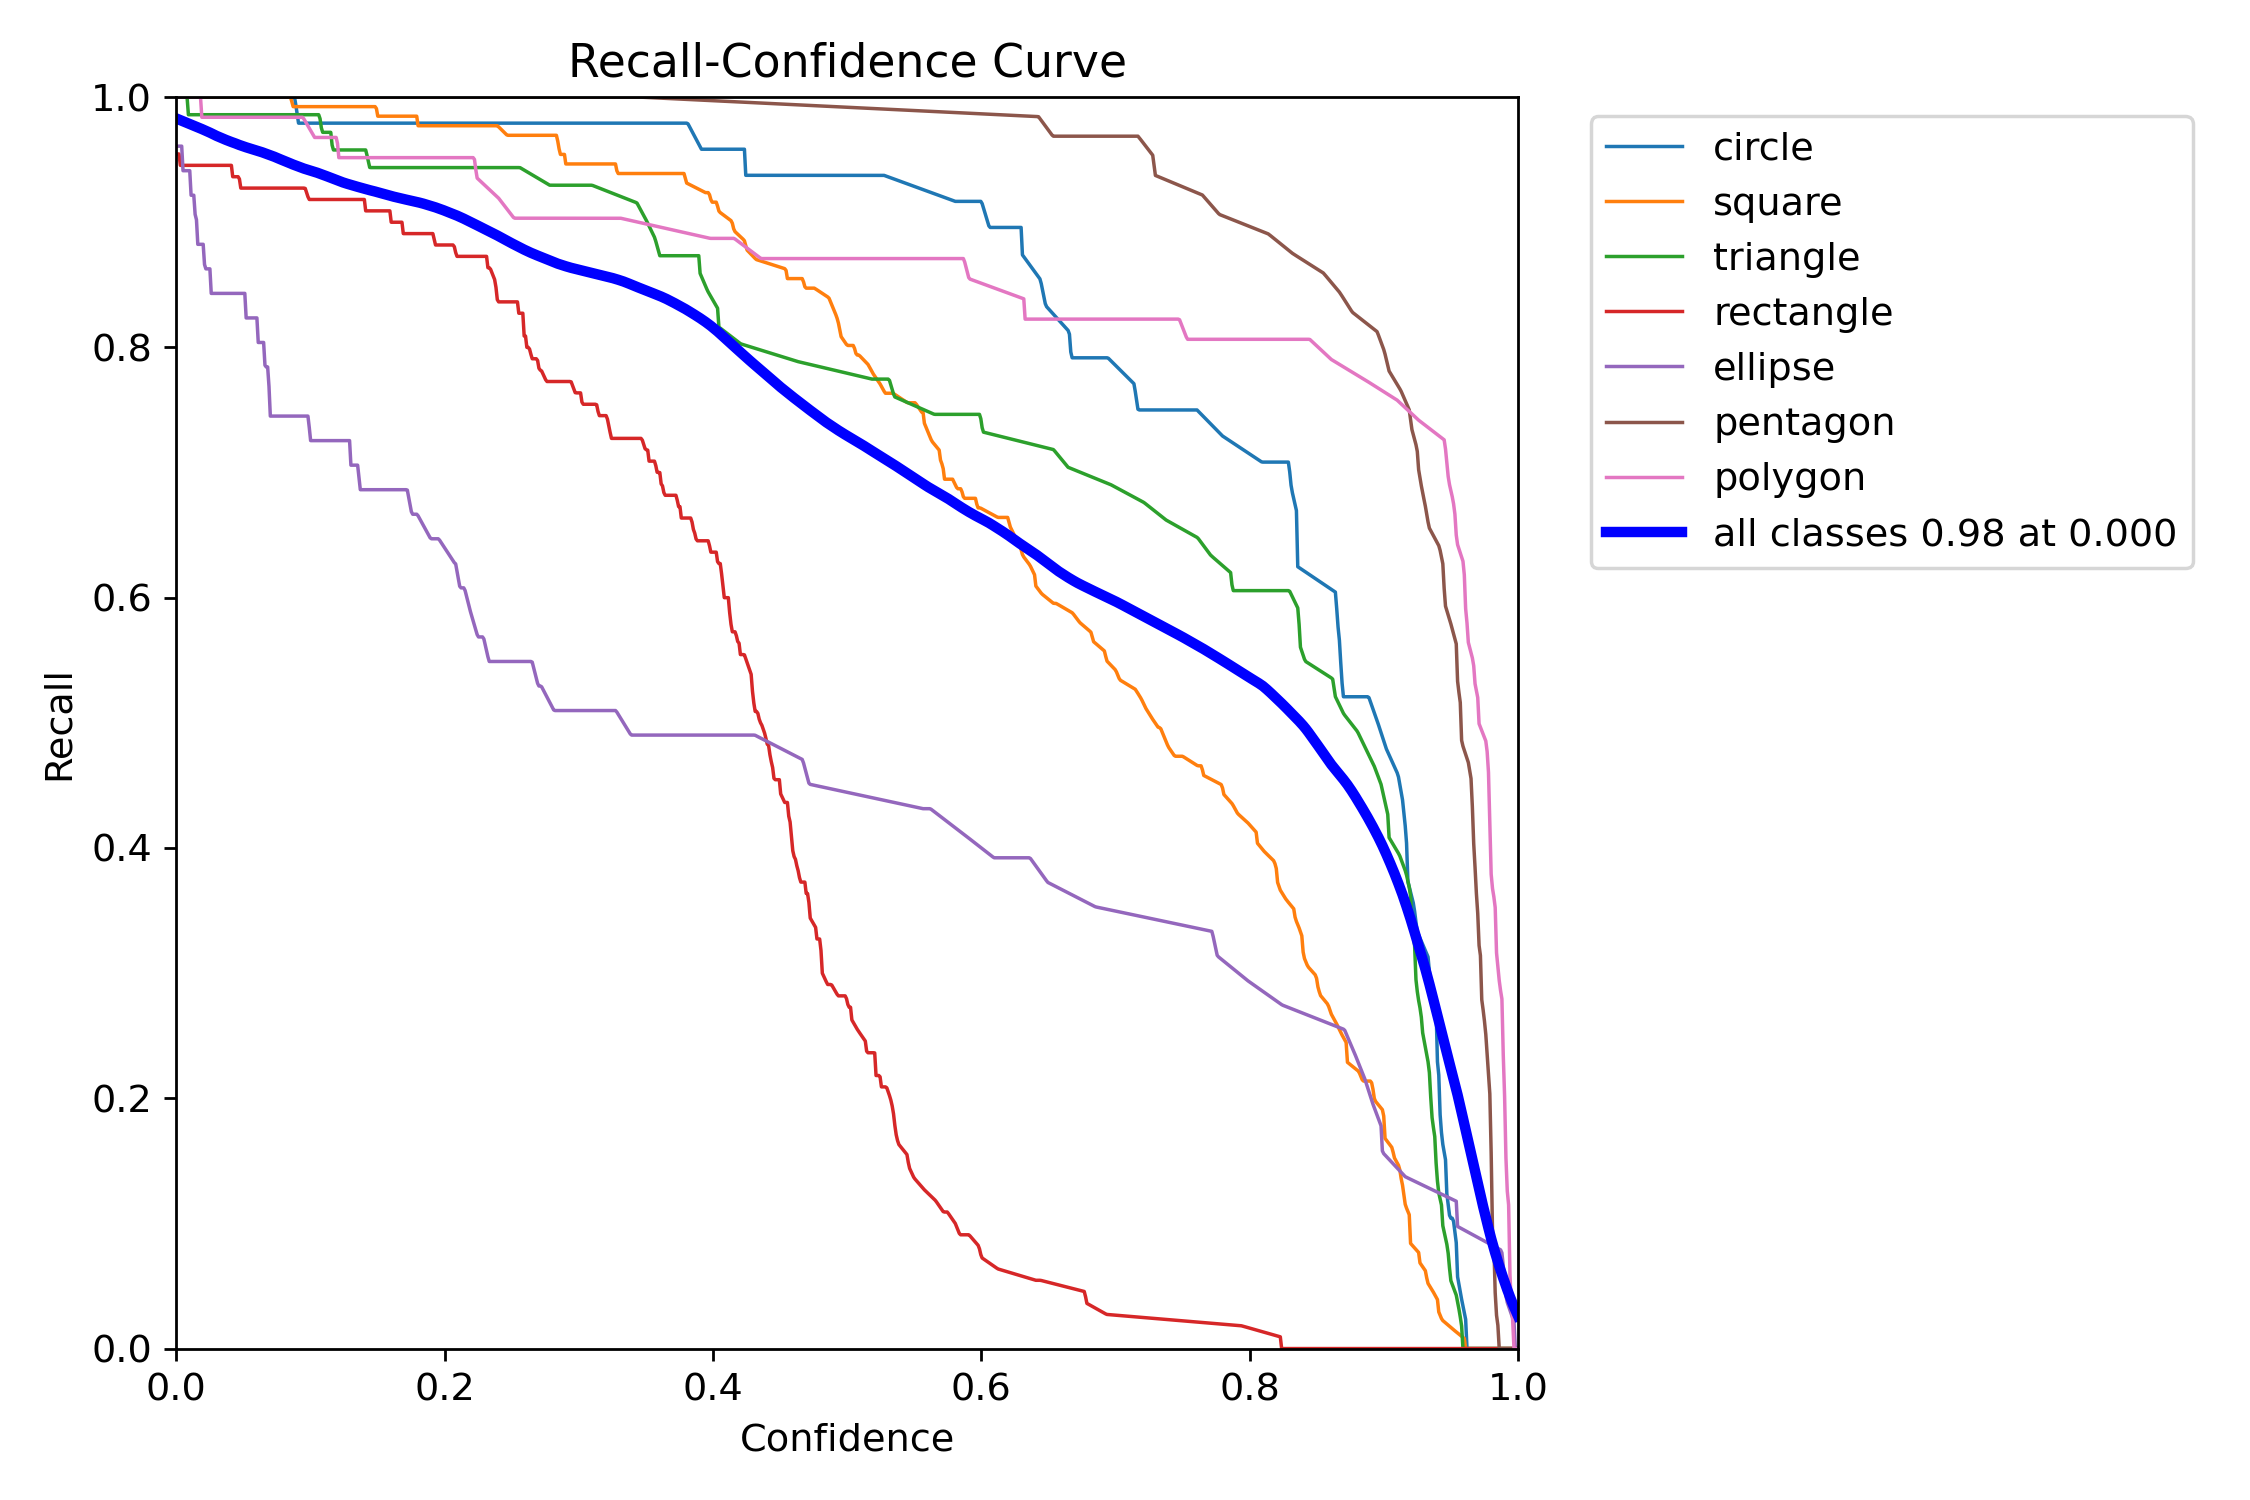 Recall-Confidence Curve
1.0
0.8
0.6
0.4
0.2
0.0
Recall
0.0 0.2 0.4 0.6 0.8 1.0
Confidence
circle
square
triangle
rectangle
ellipse
pentagon
polygon
all classes 0.98 at 0.000